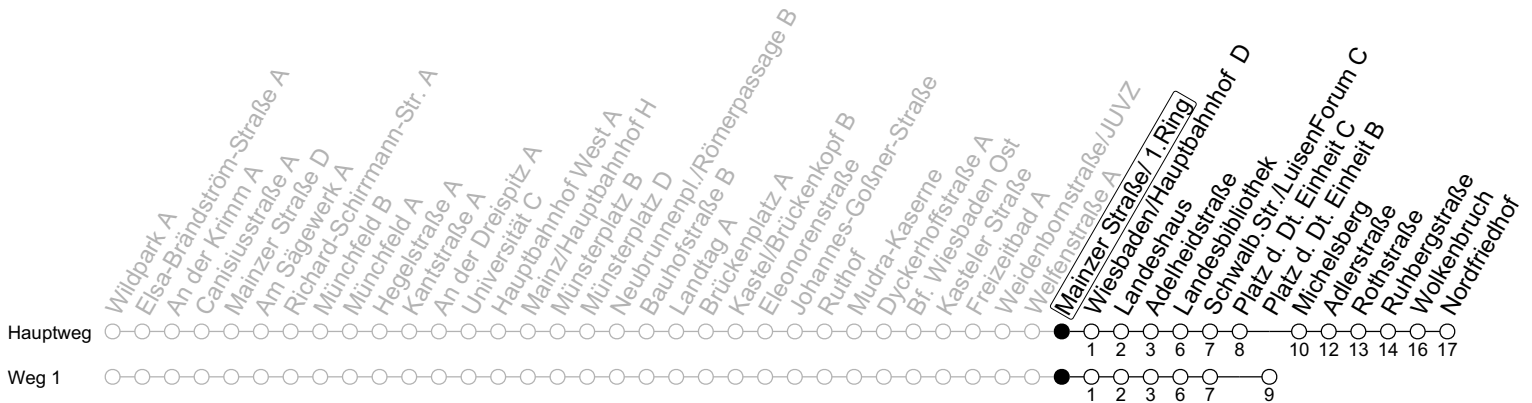 Wildpark A
Elsa-Brändström-Straße A
An der Krimm A
Canisiusstraße A
Mainzer Straße D
Am Sägewerk A
Richard-Schirrmann-Str. A
Münchfeld B
Münchfeld A
Hegelstraße A
Kantstraße A
An der Dreispitz A
Universität C
Hauptbahnhof West A
Mainz/Hauptbahnhof H
Münsterplatz B
Münsterplatz D
Neubrunnenpl./Römerpassage B
Bauhofstraße B
Landtag A
Brückenplatz A
Kastel/Brückenkopf B
Eleonorenstraße
Johannes-Goßner-Straße
Ruthof
Mudra-Kaserne
Dyckerhoffstraße A
Bf. Wiesbaden Ost
Kasteler Straße
Freizeitbad A
Weidenbornstraße/JUVZ
Welfenstraße A
Mainzer Straße/ 1.Ring
Wiesbaden/Hauptbahnhof D
Landeshaus
Adelheidstraße
Landesbibliothek
Schwalb.Str./LuisenForum C
Platz d. Dt. Einheit C
Platz d. Dt. Einheit B
Michelsberg
Adlerstraße
Rothstraße
Ruhbergstraße
Wolkenbruch
Nordfriedhof
Hauptweg
1 2 3 6 7 8 10 12 13 14 16 17
Weg 1
1 2 3 6 7 9